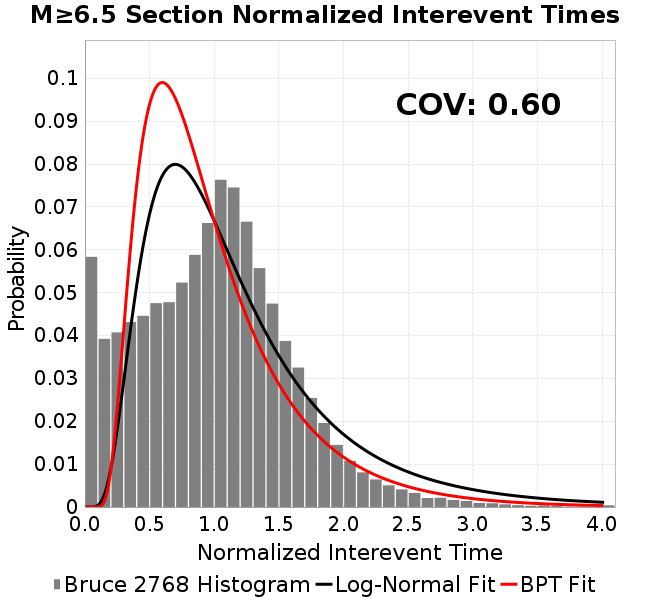 M≥6.5 Section Normalized Interevent Times
COV: 0.60
Probability
0.1
0.09
0.08
0.07
0.06
0.05
0.04
0.03
0.02
0.01
0
0.0 0.5 1.0 1.5 2.0 2.5 3.0 3.5 4.0
Normalized Interevent Time
Bruce 2768 Histogram Log-Normal Fit BPT Fit